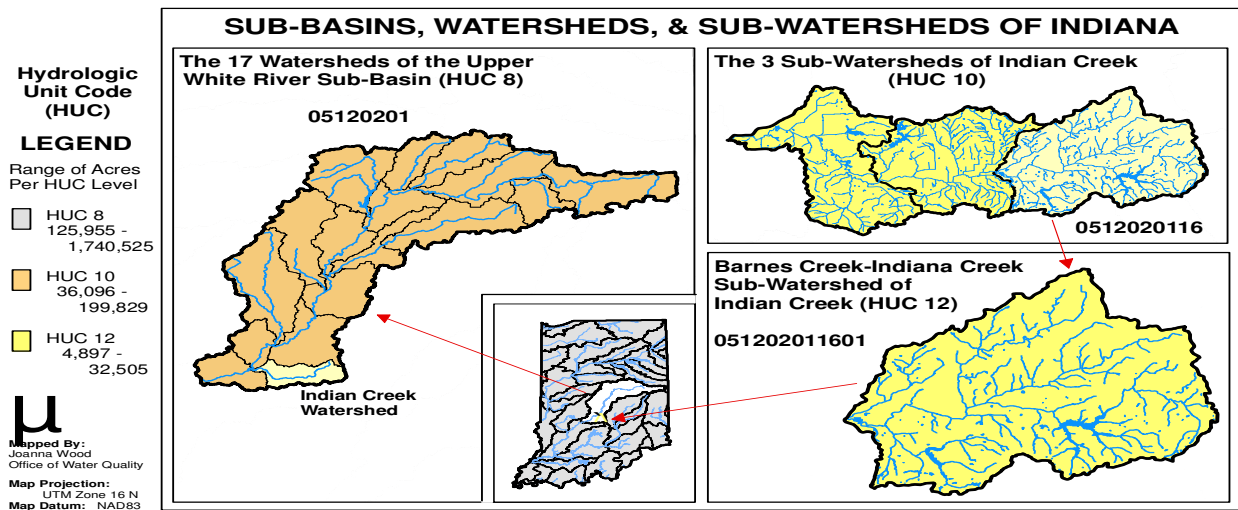 SUB-BASINS, WATERSHEDS, & SUB-WATERSHEDS OF INDIANA
Hydrologic
Unit Code
(HUC)
LEGEND
Range of Acres
Per HUC Level
HUC 8
125,955 -
1,740,525
HUC 10
36,096 -
199,829
HUC 12
4,897 -
32,505
µ
Mapped By:
Joanna Wood
Office of Water Quality
Map Projection:
UTM Zone 16 N
Map Datum: NAD83
The 17 Watersheds of the Upper
White River Sub-Basin (HUC 8)
05120201
Indian Creek
Watershed
The 3 Sub-Watersheds of Indian Creek
(HUC 10)
0512020116
Barnes Creek-Indiana Creek
Sub-Watershed of
Indian Creek (HUC 12)
051202011601